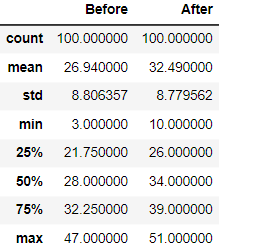 Before After
count 100.000000 100.000000
mean 26.940000 32.490000
std 8.806357 8.779562
min 3.000000 10.000000
25% 21.750000 26.000000
50% 28.000000 34.000000
75% 32.250000 39.000000
max 47.000000 51.000000